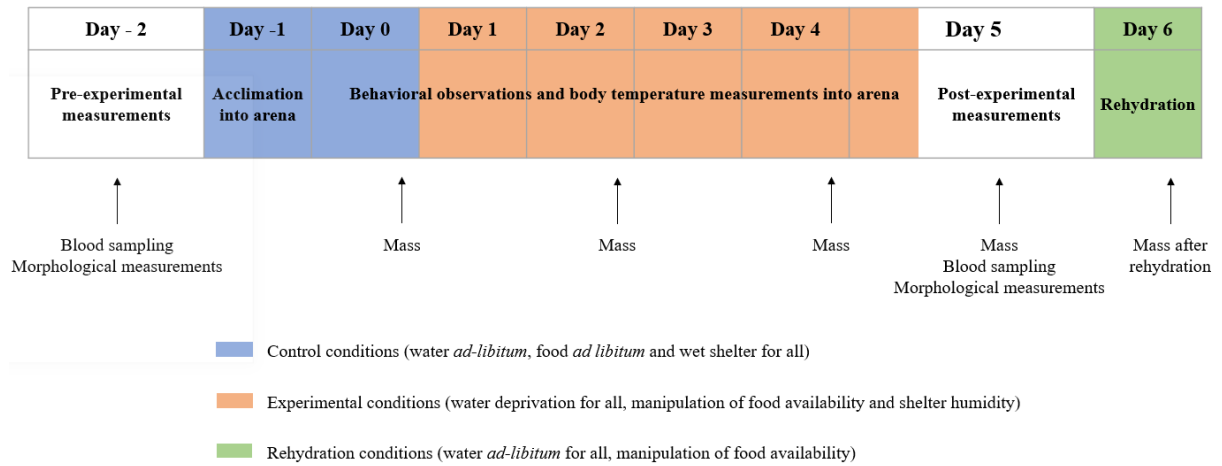 Day - 2 Day -1 Day 0 Day 1 Day 2 Day 3 Day 4 Day 5 Day 6
Pre-experimental
measurements
Acclimation
into arena
Behavioral observations and body temperature measurements into arena
Post-experimental
measurements
Rehydration
Blood sampling
Morphological measurements
Mass
Mass
Mass
Mass
Blood sampling
Morphological measurements
Mass after
rehydration
Control conditions (water ad-libitum, food ad libitum and wet shelter for all)
Experimental conditions (water deprivation for all, manipulation of food availability and shelter humidity)
Rehydration conditions (water ad-libitum for all, manipulation of food availability)